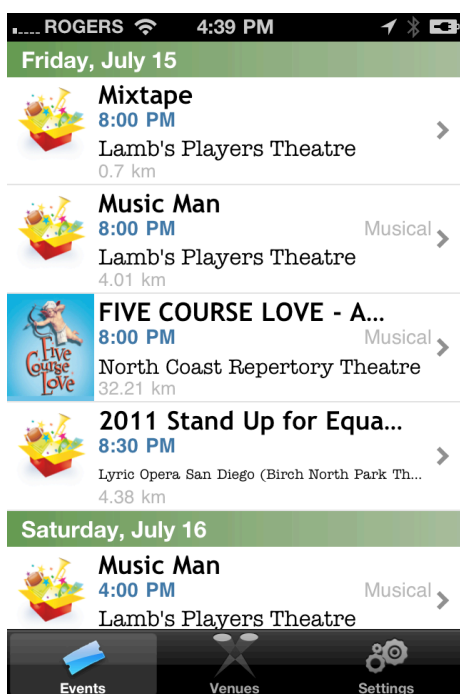 ROGERS 4:39 PM
Friday, July 15
Mixtape
8:00 PM
Lamb's Players Theatre
0.7 km
Music Man
8:00 PM Musical
Lamb's Players Theatre
4.01 km
Five
Course
Love
FIVE COURSE LOVE - A...
8:00 PM Musical
North Coast Repertory Theatre
32.21 km
2011 Stand Up for Equa...
8:30 PM
Lyric Opera San Diego (Birch North Park Th...
4.38 km
Saturday, July 16
Music Man
4:00 PM Musical
Lamb's Players Theatre
Events Venues Settings